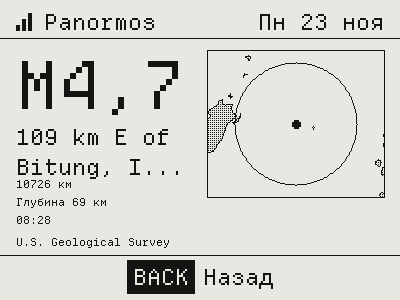 Panormos
Пн 23 ноя
M4,7
109 km E of
Bitung, I...
10726 км
Глубина 69 км
08:28
U.S. Geological Survey
BACK Назад